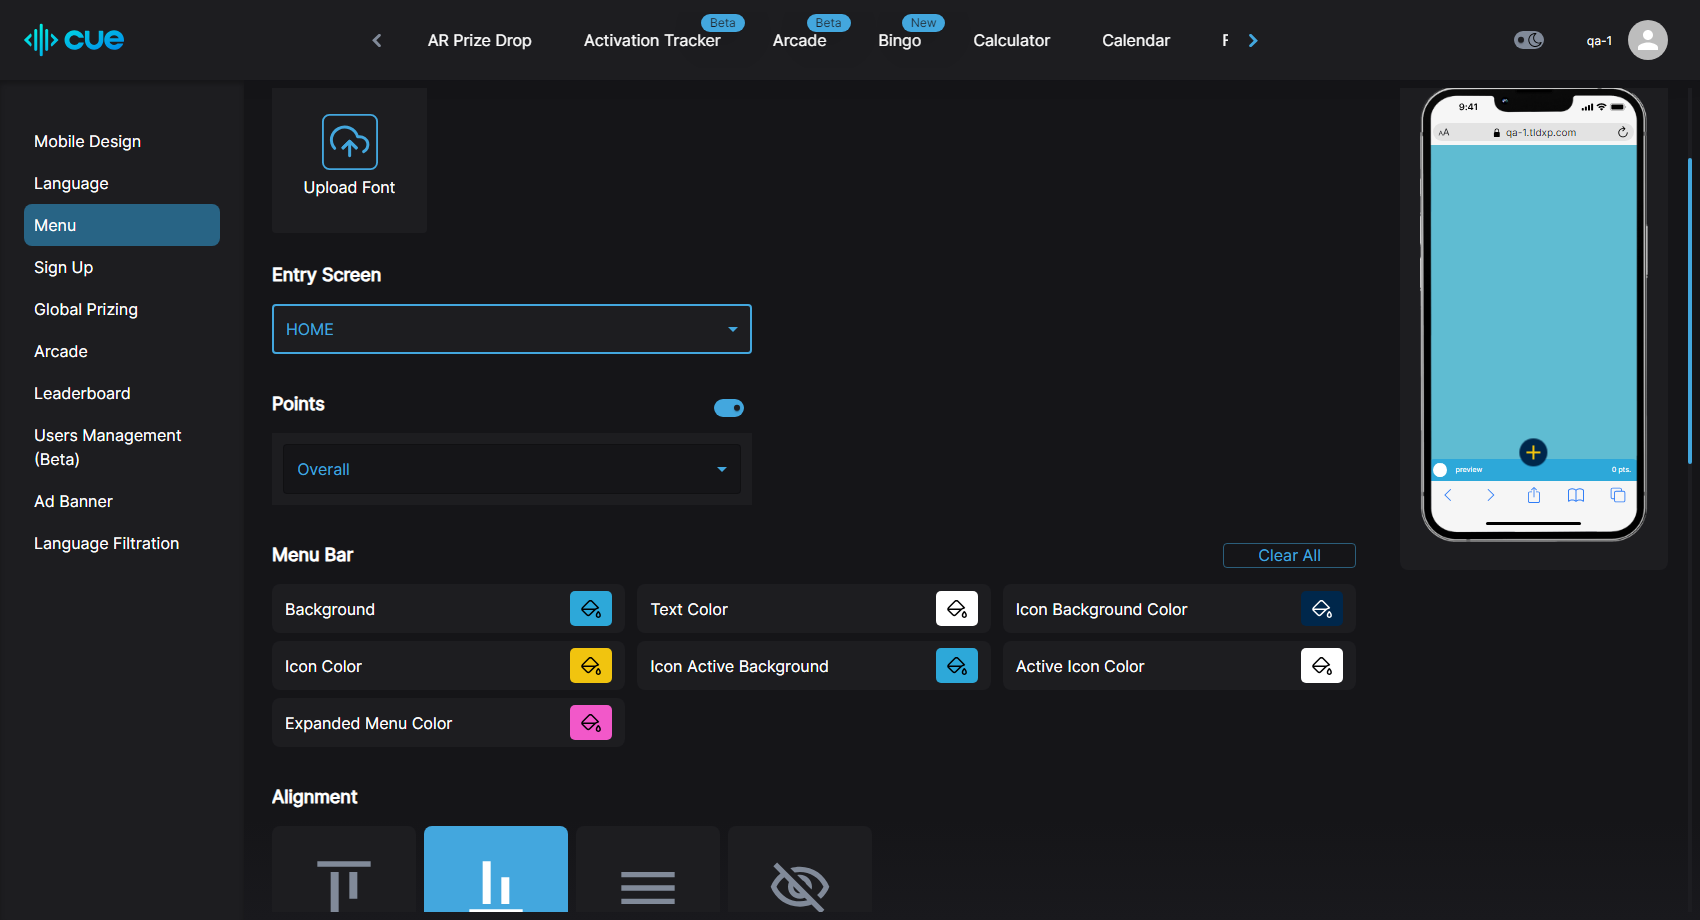 cue
AR Prize Drop
Activation Tracker
Beta
Arcade
Beta
Bingo
New
Calculator
Calendar
qa-1
Mobile Design
Language
Menu
Sign Up
Global Prizing
Arcade
Leaderboard
Users Management
(Beta)
Ad Banner
Language Filtration
Upload Font
Entry Screen
HOME
Points
Overall
Menu Bar
Clear All
Background
Text Color
Icon Background Color
Icon Color
Icon Active Background
Active Icon Color
Expanded Menu Color
Alignment
9:41
AA
qa-1.tldxp.com
preview
0 pts.